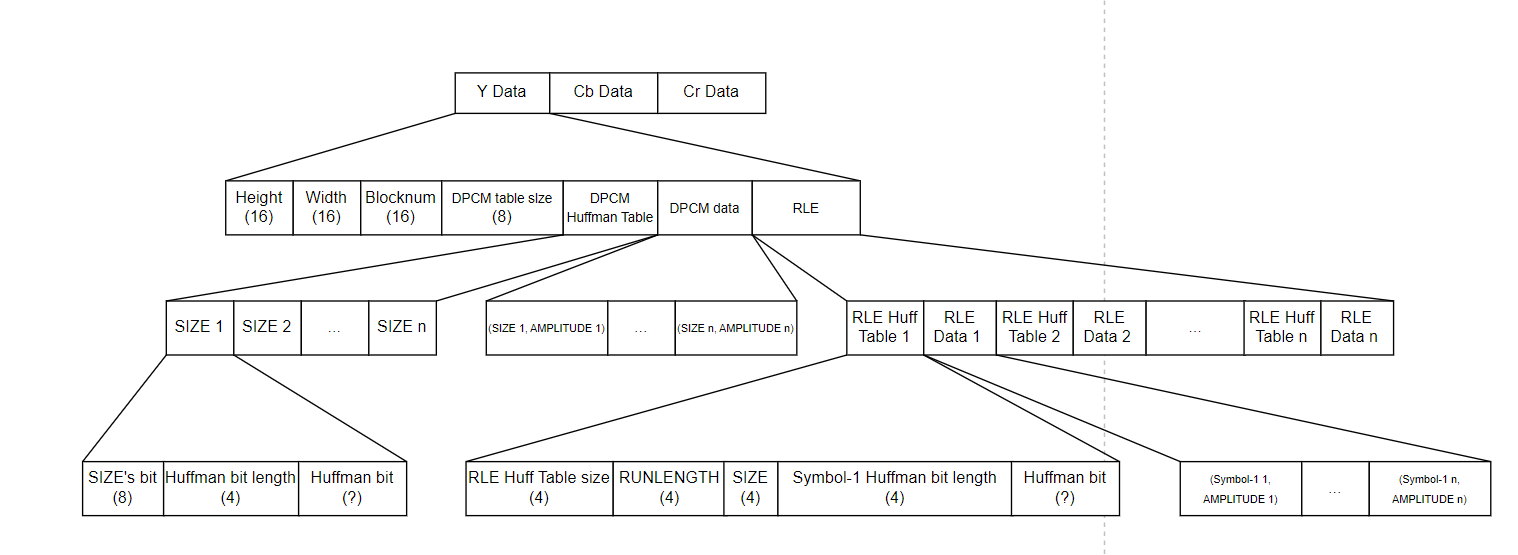 Y Data
Cb Data
Cr Data
Height
(16)
Width
(16)
Blocknum
(16)
DPCM table size
(8)
DPCM
Huffman Table
DPCM data
RLE
SIZE 1
SIZE 2
...
SIZE n
(SIZE 1, AMPLITUDE 1)
...
(SIZE n, AMPLITUDE n)
RLE Huff
Table 1
RLE
Data 1
RLE Huff
Table 2
RLE
Data 2
...
RLE Huff
Table n
RLE
Data n
SIZE's bit
(8)
Huffman bit length
(4)
Huffman bit
(?)
RLE Huff Table size
(4)
RUNLENGTH
(4)
SIZE
(4)
Symbol-1 Huffman bit length
(4)
Huffman bit
(?)
(Symbol-1 1,
AMPLITUDE 1)
...
(Symbol-1 n,
AMPLITUDE n)